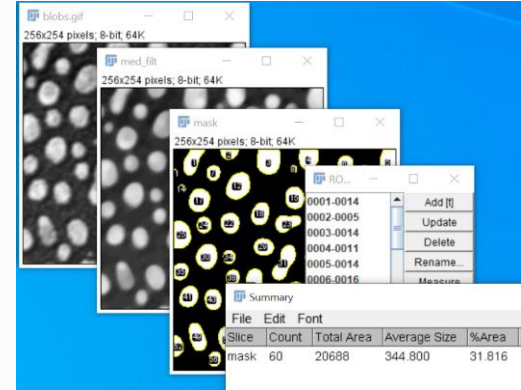 blobs.gif
256x254 pixels; 8-bit; 64K
med_filt
256x254 pixels; 8-bit; 64K
mask
256x254 pixels; 8-bit; 64K
RO...
0001-0014
0002-0005
0003-0014
0004-0011
0005-0014
0006-0016
Add [t]
Update
Delete
Rename...
Measure
Summary
File Edit Font
Slice Count Total Area Average Size %Area
mask 60 20688 344.800 31.816